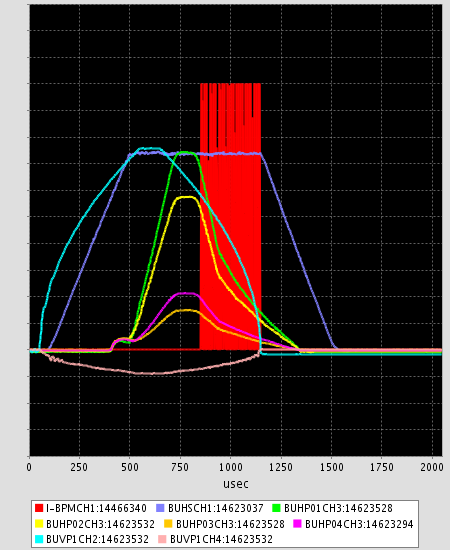 0 250 500 750 1000 1250 1500 1750 2000
usec
I-BPMCH1:14466340 BUHSCH1:14623037 BUHP01CH3:14623528
BUHP02CH3:14623532 BUHP03CH3:14623528 BUHP04CH3:14623294
BUVP1CH2:14623532 BUVP1CH4:14623532